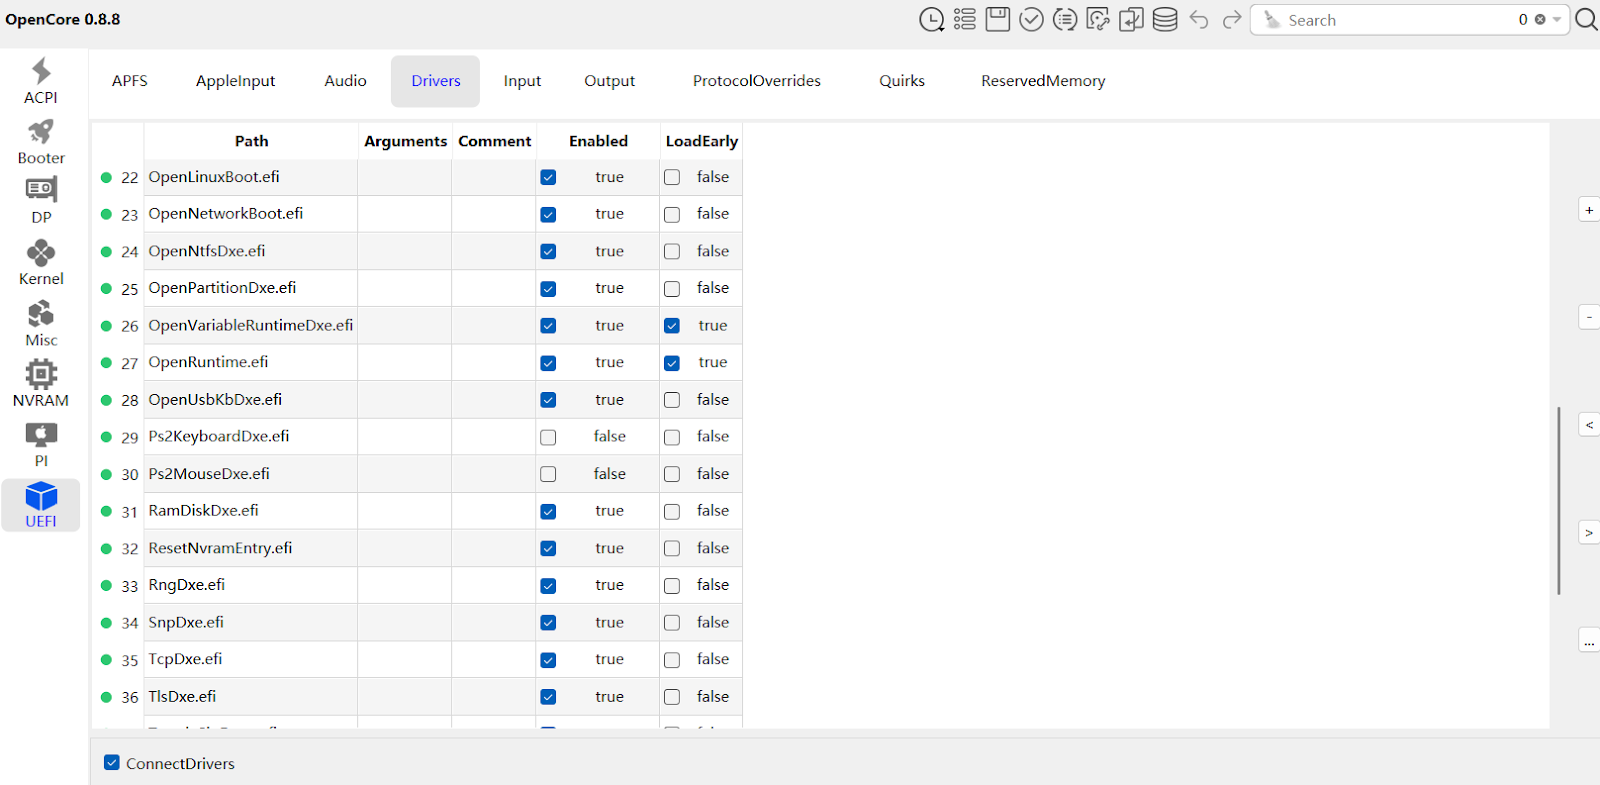 OpenCore 0.8.8
Search 0
ACPI
Booter
DP
Kernel
Misc
NVRAM
PI
UEFI
APFS AppleInput Audio Drivers Input Output ProtocolOverrides Quirks ReservedMemory
Path Arguments Comment Enabled LoadEarly
22 OpenLinuxBoot.efi true false
23 OpenNetworkBoot.efi true false
24 OpenNtfsDxe.efi true false
25 OpenPartitionDxe.efi true false
26 OpenVariableRuntimeDxe.efi true true
27 OpenRuntime.efi true true
28 OpenUsbKbDxe.efi true false
29 Ps2KeyboardDxe.efi false false
30 Ps2MouseDxe.efi false false
31 RamDiskDxe.efi true false
32 ResetNvramEntry.efi true false
33 RngDxe.efi true false
34 SnpDxe.efi true false
35 TcpDxe.efi true false
36 TlsDxe.efi true false
+
-
<
>
...
ConnectDrivers